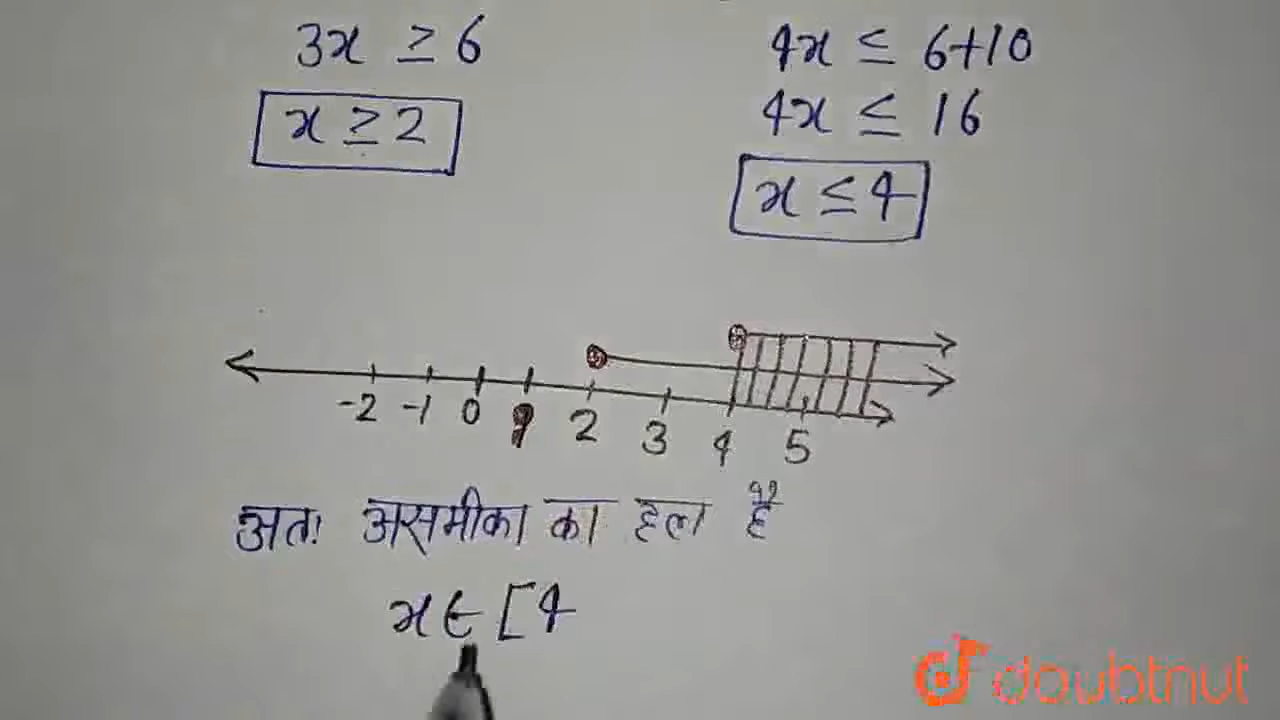 3x ≥ 6
x ≥ 2
4x ≤ 6+10
4x ≤ 16
x ≤ 4
-2 -1 0 1 2 3 4 5
अतः असमीका का हल है
x ∈ [4
doubtnut